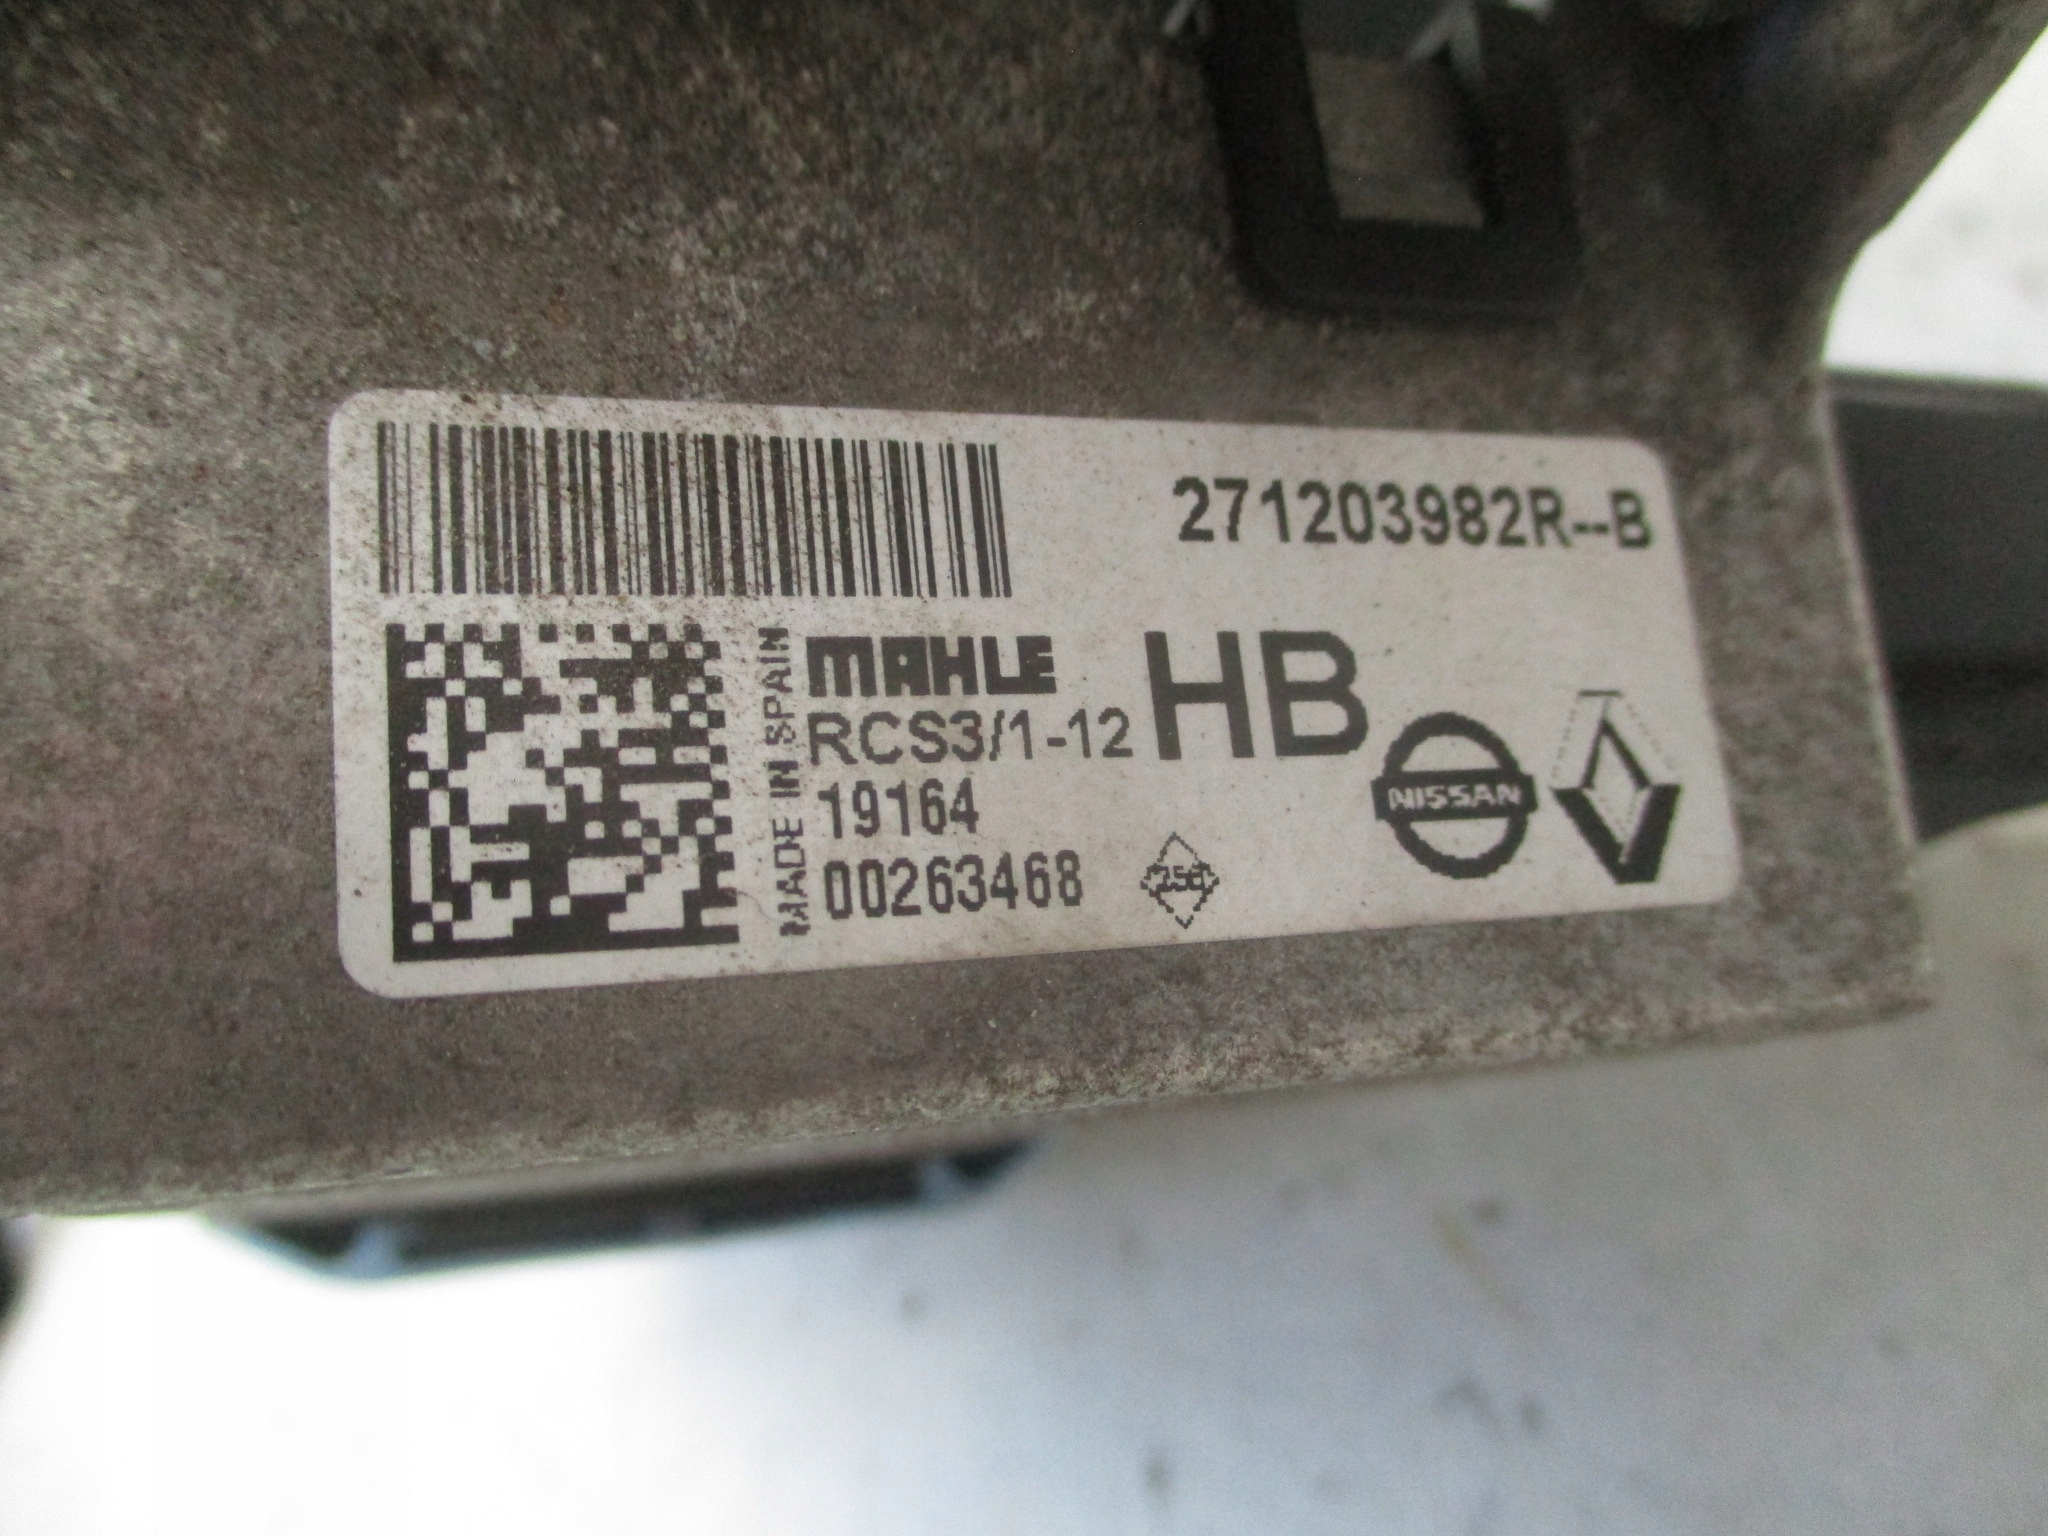 271203982R--B
MADE IN SPAIN
MAHLE
HB
RCS3/1-12
19164
00263468
NISSAN